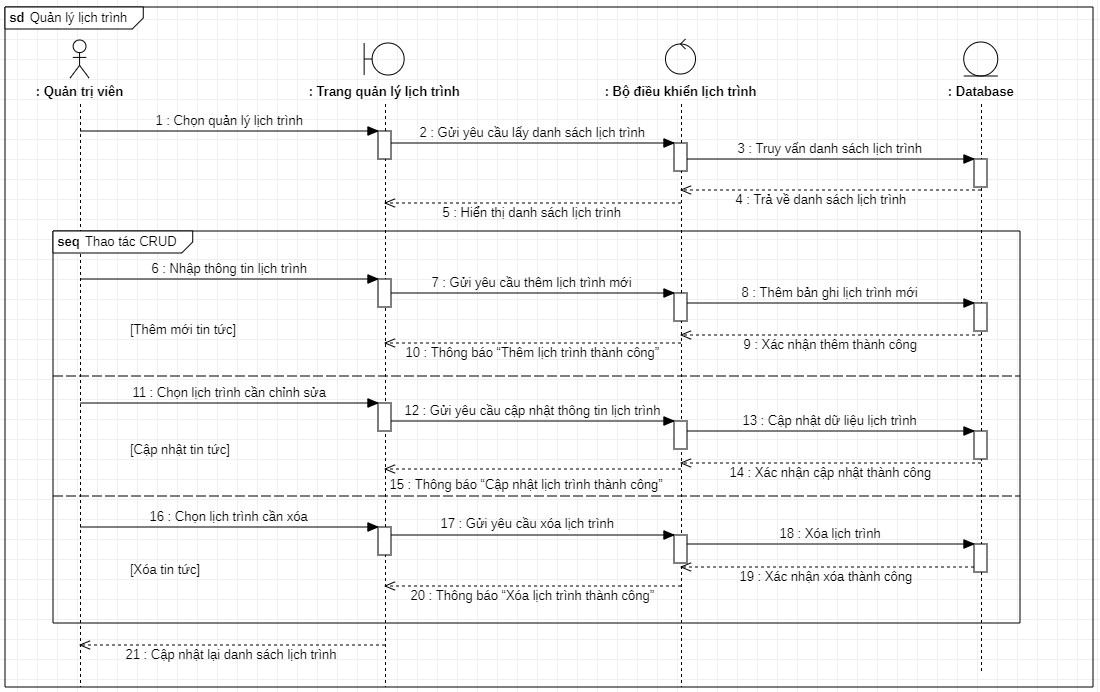 sd Quản lý lịch trình
: Quản trị viên
: Trang quản lý lịch trình
: Bộ điều khiển lịch trình
: Database
1 : Chọn quản lý lịch trình
2 : Gửi yêu cầu lấy danh sách lịch trình
3 : Truy vấn danh sách lịch trình
4 : Trả về danh sách lịch trình
5 : Hiển thị danh sách lịch trình
seq Thao tác CRUD
6 : Nhập thông tin lịch trình
7 : Gửi yêu cầu thêm lịch trình mới
8 : Thêm bản ghi lịch trình mới
[Thêm mới tin tức]
9 : Xác nhận thêm thành công
10 : Thông báo “Thêm lịch trình thành công”
11 : Chọn lịch trình cần chỉnh sửa
12 : Gửi yêu cầu cập nhật thông tin lịch trình
13 : Cập nhật dữ liệu lịch trình
[Cập nhật tin tức]
14 : Xác nhận cập nhật thành công
15 : Thông báo “Cập nhật lịch trình thành công”
16 : Chọn lịch trình cần xóa
17 : Gửi yêu cầu xóa lịch trình
18 : Xóa lịch trình
[Xóa tin tức]
19 : Xác nhận xóa thành công
20 : Thông báo “Xóa lịch trình thành công”
21 : Cập nhật lại danh sách lịch trình